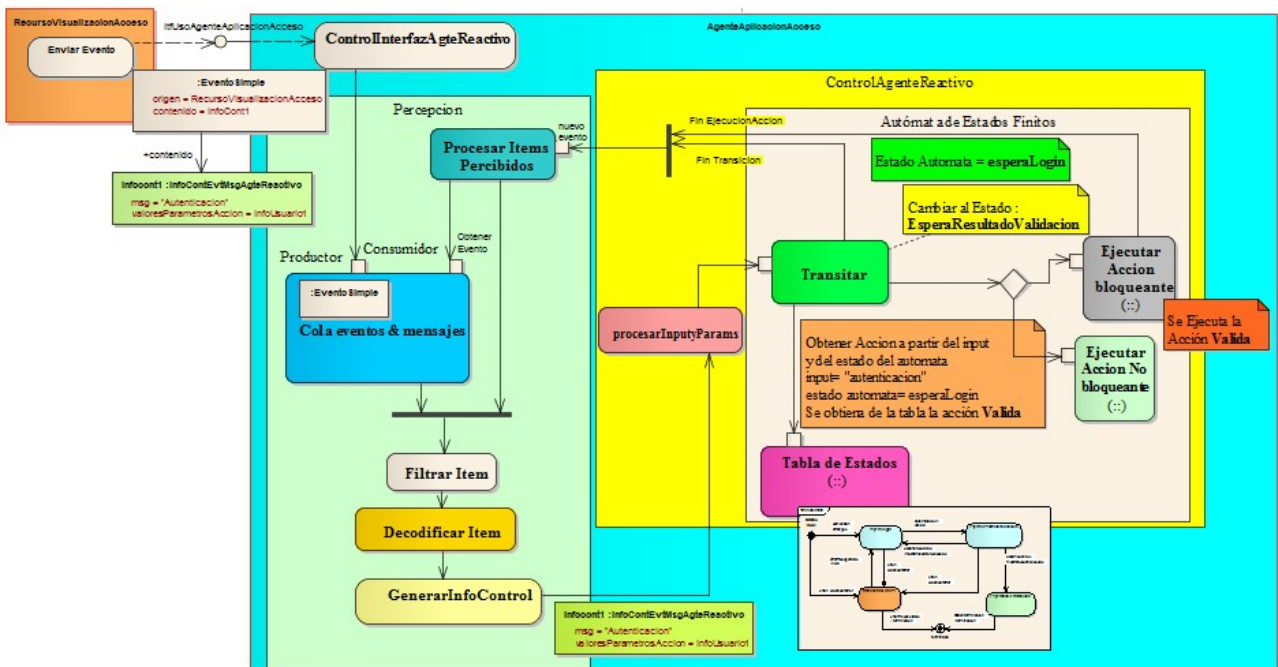 RecursoVisualizacionAcceso
Enviar Evento
ItfUsoAgenteAplicacionAcceso
ControlInterfazAgteReactivo
AgenteAplicacionAcceso
:EventoSimple
origen = RecursoVisualizacionAcceso
contenido = InfoCont1
+contenido
Infocont1 :InfoContEvtMsgAgteReactivo
msg = "Autenticacion"
valoresParametrosAccion = InfoUsuario1
Percepcion
Procesar Items
Percibidos
nuevo
evento
Productor
Consumidor
Obtener
Evento
:EventoSimple
Cola eventos & mensajes
Filtrar Item
Decodificar Item
GenerarInfoControl
Infocont1 :InfoContEvtMsgAgteReactivo
msg = "Autenticacion"
valoresParametrosAccion = InfoUsuario1
ControlAgenteReactivo
Fin EjecucionAccion
Fin Transicion
Autómata de Estados Finitos
Estado Automata = esperaLogin
Cambiar al Estado :
EsperaResultadoValidacion
procesarInputyParams
Transitar
Ejecutar
Accion
bloqueante
(::)
Se Ejecuta la
Acción Valida
Obtener Accion a partir del input
y del estado del automata
input= "autenticacion"
estado automata= esperaLogin
Se obtiera de la tabla la acción Valida
Ejecutar
Accion No
bloqueante
(::)
Tabla de Estados
(::)